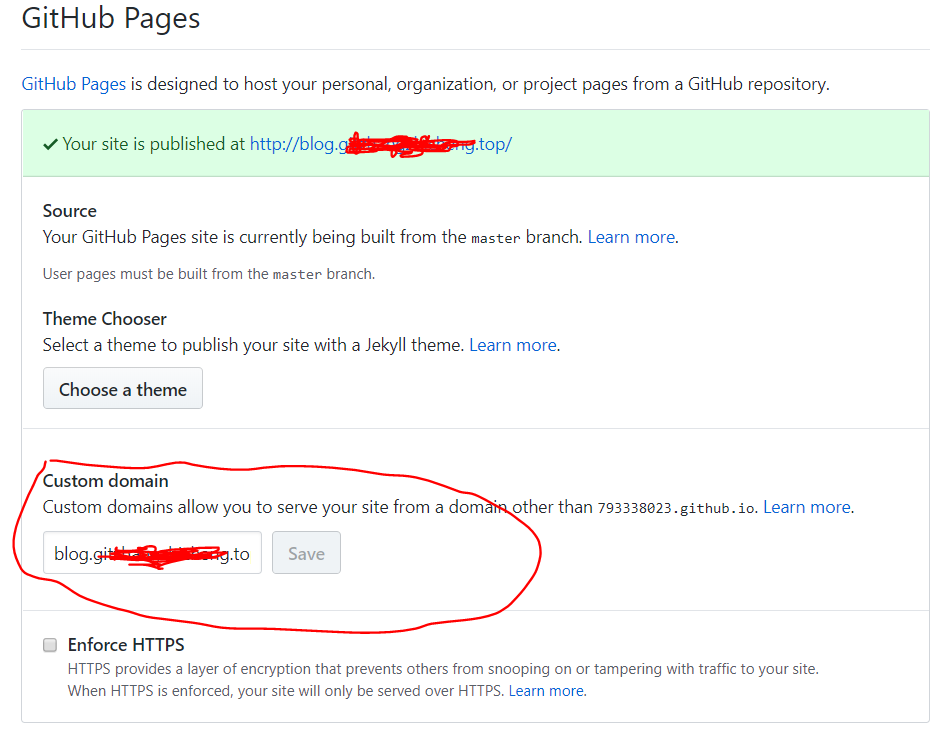 GitHub Pages
GitHub Pages is designed to host your personal, organization, or project pages from a GitHub repository.
Your site is published at http://blog.g .top/
Source
Your GitHub Pages site is currently being built from the master branch. Learn more.
User pages must be built from the master branch.
Theme Chooser
Select a theme to publish your site with a Jekyll theme. Learn more.
Choose a theme
Custom domain
Custom domains allow you to serve your site from a domain other than 793338023.github.io. Learn more.
blog.git .to Save
Enforce HTTPS
HTTPS provides a layer of encryption that prevents others from snooping on or tampering with traffic to your site.
When HTTPS is enforced, your site will only be served over HTTPS. Learn more.